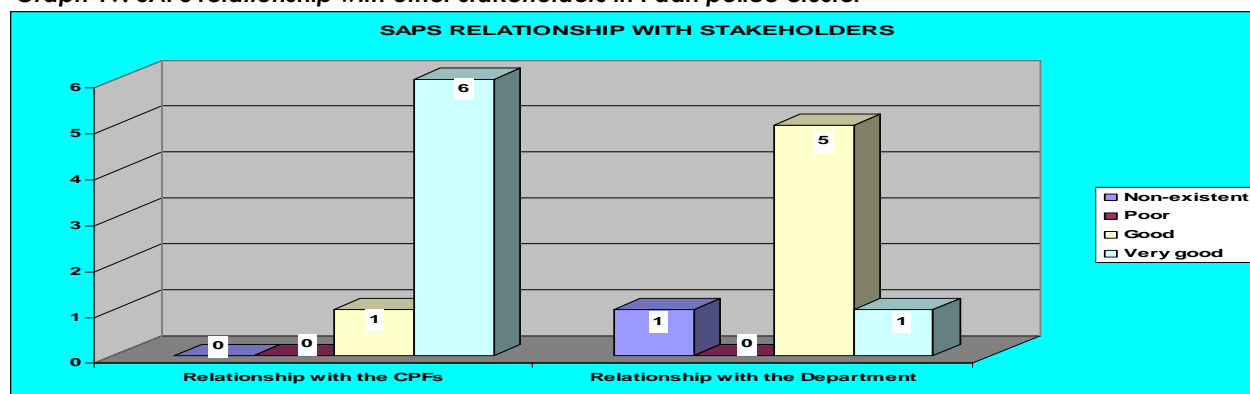 SAPS RELATIONSHIP WITH STAKEHOLDERS
6
5
4
3
2
1
0
0
0
1
6
1
0
5
1
Relationship with the CPFs
Relationship with the Department
Non-existent
Poor
Good
Very good